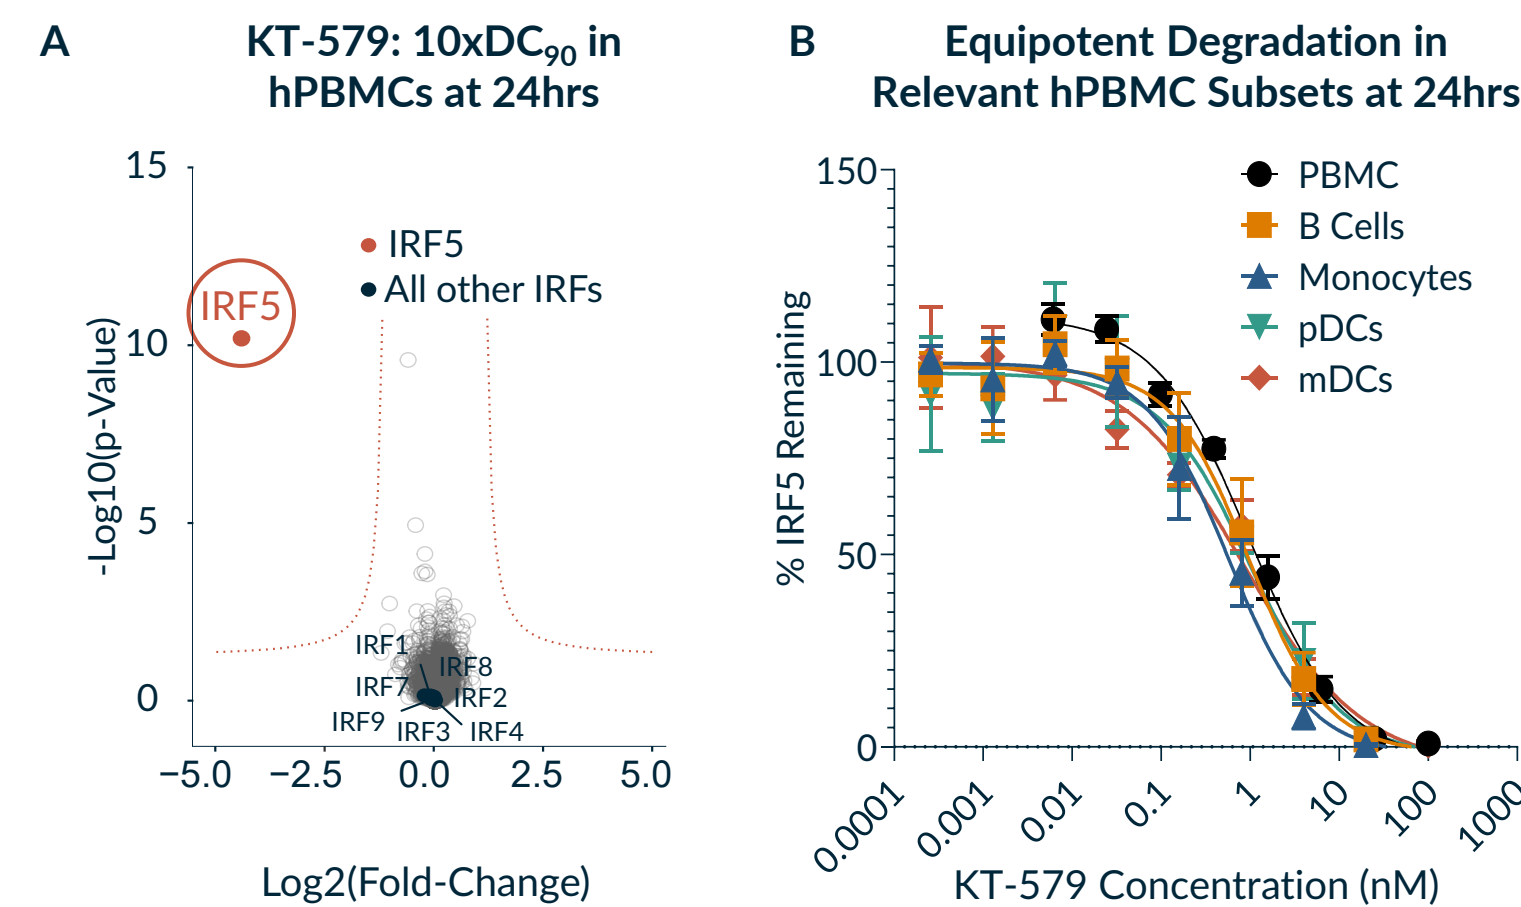 A
KT-579: 10xDC90 in
hPBMCs at 24hrs
15
10
5
0
-Log10(p-Value)
IRF5
IRF5
All other IRFs
IRF1
IRF8
IRF7
IRF2
IRF9
IRF3
IRF4
−5.0
−2.5
0.0
2.5
5.0
Log2(Fold-Change)
B
Equipotent Degradation in
Relevant hPBMC Subsets at 24hrs
150
100
50
0
% IRF5 Remaining
PBMC
B Cells
Monocytes
pDCs
mDCs
0.0001
0.001
0.01
0.1
1
10
100
1000
KT-579 Concentration (nM)